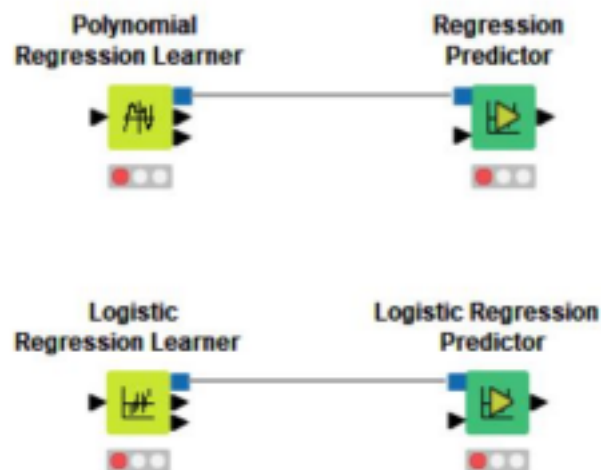 Polynomial
Regression Learner
Regression
Predictor
Logistic
Regression Learner
Logistic Regression
Predictor